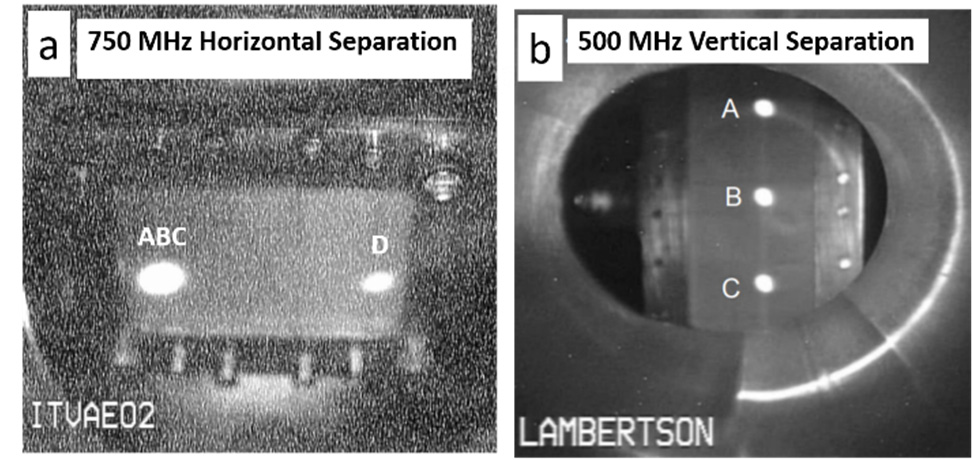 a
750 MHz Horizontal Separation
ABC
D
ITVAE02
b
500 MHz Vertical Separation
A
B
C
LAMBERTSON